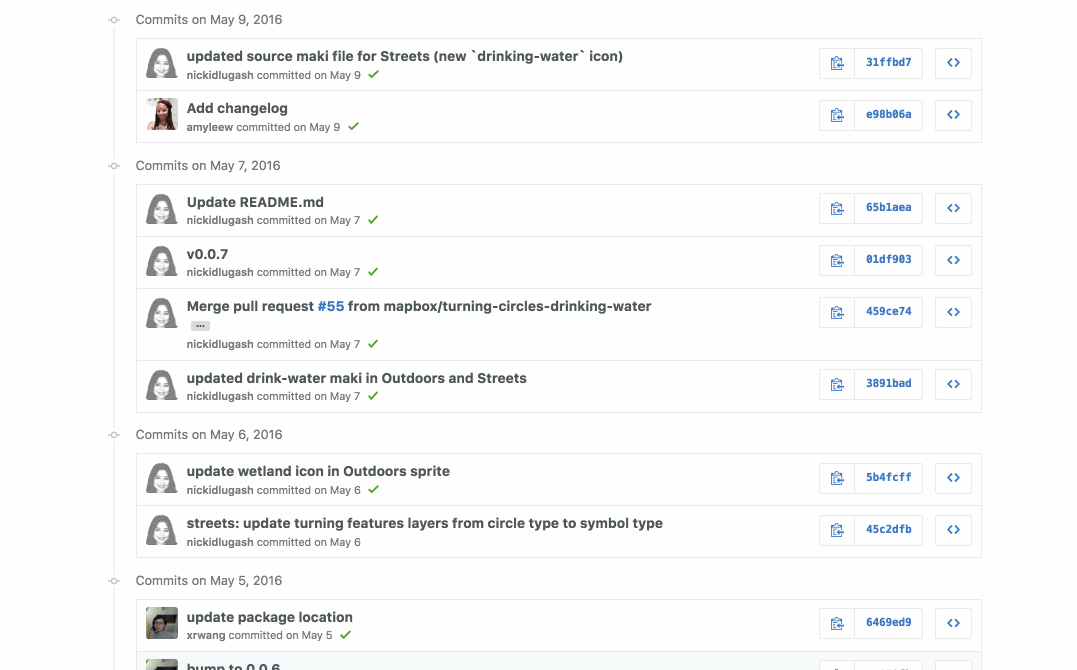 Commits on May 9, 2016
updated source maki file for Streets (new `drinking-water` icon)
31ffbd7
nickidlugash committed on May 9
Add changelog
e98b06a
amyleew committed on May 9
Commits on May 7, 2016
Update README.md
65b1aea
nickidlugash committed on May 7
v0.0.7
01df903
nickidlugash committed on May 7
Merge pull request #55 from mapbox/turning-circles-drinking-water
459ce74
…
nickidlugash committed on May 7
updated drink-water maki in Outdoors and Streets
3891bad
nickidlugash committed on May 7
Commits on May 6, 2016
update wetland icon in Outdoors sprite
5b4fcff
nickidlugash committed on May 6
streets: update turning features layers from circle type to symbol type
45c2dfb
nickidlugash committed on May 6
Commits on May 5, 2016
update package location
6469ed9
xrwang committed on May 5
bump to 0.0.6